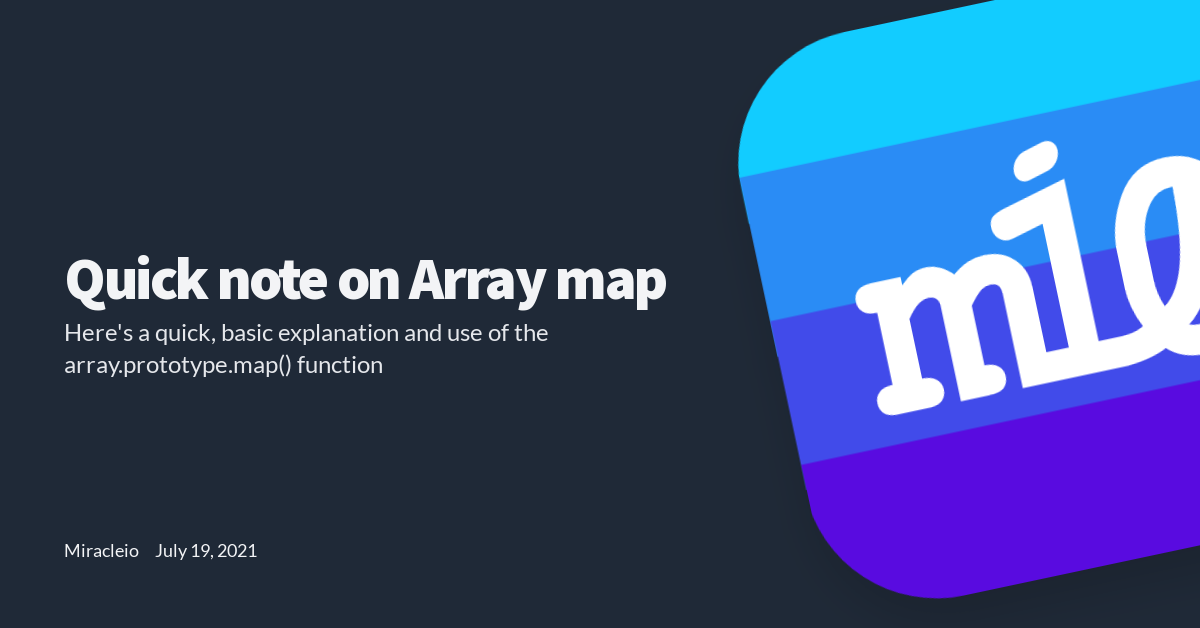 Quick note on Array map
Here's a quick, basic explanation and use of the
array.prototype.map() function
Miracleio July 19, 2021